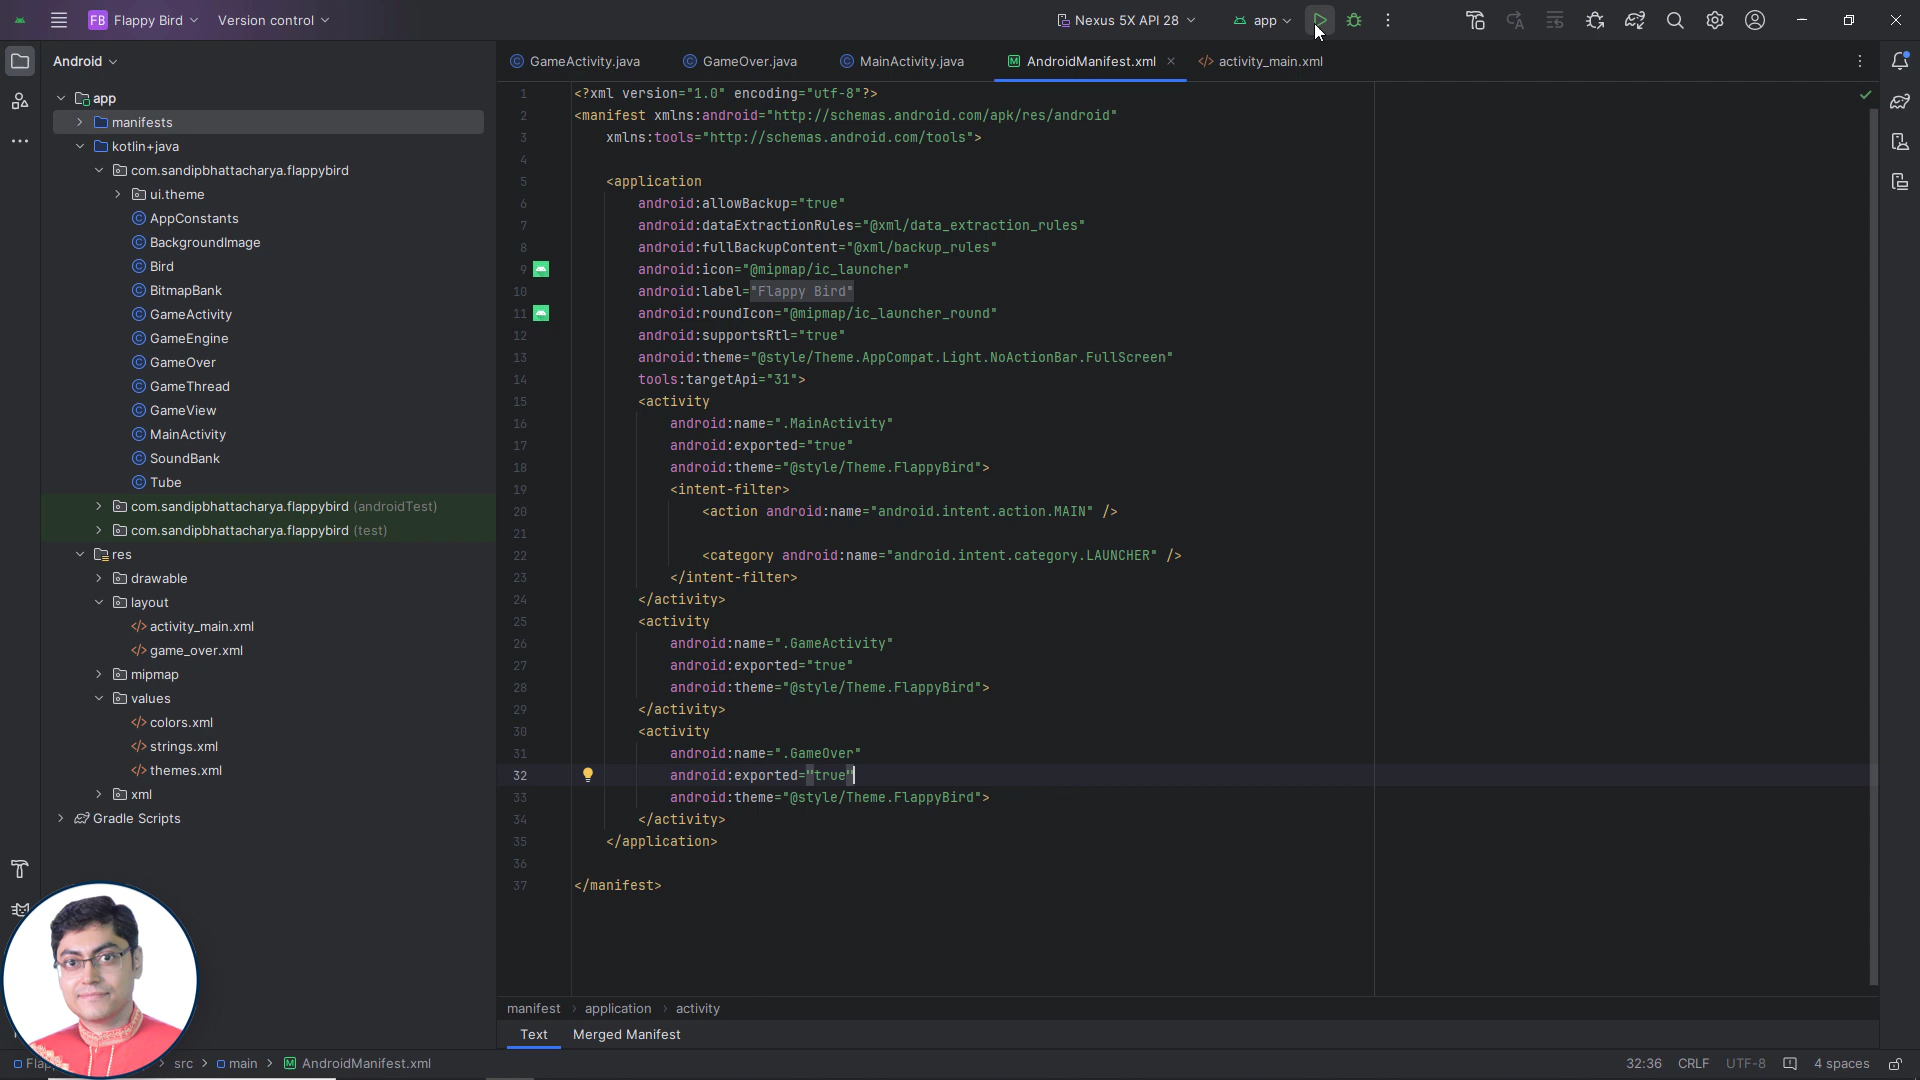 FB Flappy Bird Version control Nexus 5X API 28 app
Android
GameActivity.java GameOver.java MainActivity.java AndroidManifest.xml activity_main.xml
app
manifests
kotlin+java
com.sandipbhattacharya.flappybird
ui.theme
AppConstants
BackgroundImage
Bird
BitmapBank
GameActivity
GameEngine
GameOver
GameThread
GameView
MainActivity
SoundBank
Tube
com.sandipbhattacharya.flappybird (androidTest)
com.sandipbhattacharya.flappybird (test)
res
drawable
layout
activity_main.xml
game_over.xml
mipmap
values
colors.xml
strings.xml
themes.xml
xml
Gradle Scripts
1 <?xml version="1.0" encoding="utf-8"?>
2 <manifest xmlns:android="http://schemas.android.com/apk/res/android"
3 xmlns:tools="http://schemas.android.com/tools">
4
5 <application
6 android:allowBackup="true"
7 android:dataExtractionRules="@xml/data_extraction_rules"
8 android:fullBackupContent="@xml/backup_rules"
9 android:icon="@mipmap/ic_launcher"
10 android:label="Flappy Bird"
11 android:roundIcon="@mipmap/ic_launcher_round"
12 android:supportsRtl="true"
13 android:theme="@style/Theme.AppCompat.Light.NoActionBar.FullScreen"
14 tools:targetApi="31">
15 <activity
16 android:name=".MainActivity"
17 android:exported="true"
18 android:theme="@style/Theme.FlappyBird">
19 <intent-filter>
20 <action android:name="android.intent.action.MAIN" />
21
22 <category android:name="android.intent.category.LAUNCHER" />
23 </intent-filter>
24 </activity>
25 <activity
26 android:name=".GameActivity"
27 android:exported="true"
28 android:theme="@style/Theme.FlappyBird">
29 </activity>
30 <activity
31 android:name=".GameOver"
32 android:exported="true"
33 android:theme="@style/Theme.FlappyBird">
34 </activity>
35 </application>
36
37 </manifest>
manifest application activity
Text Merged Manifest
src main AndroidManifest.xml 32:36 CRLF UTF-8 4 spaces